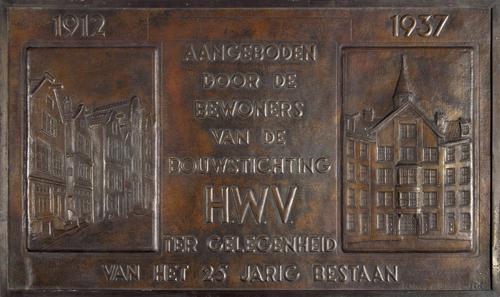 1912 1937
AANGEBODEN
DOOR DE
BEWONERS
VAN DE
BOUWSTICHTING
H.W.V.
TER GELEGENHEID
VAN HET 25 JARIG BESTAAN